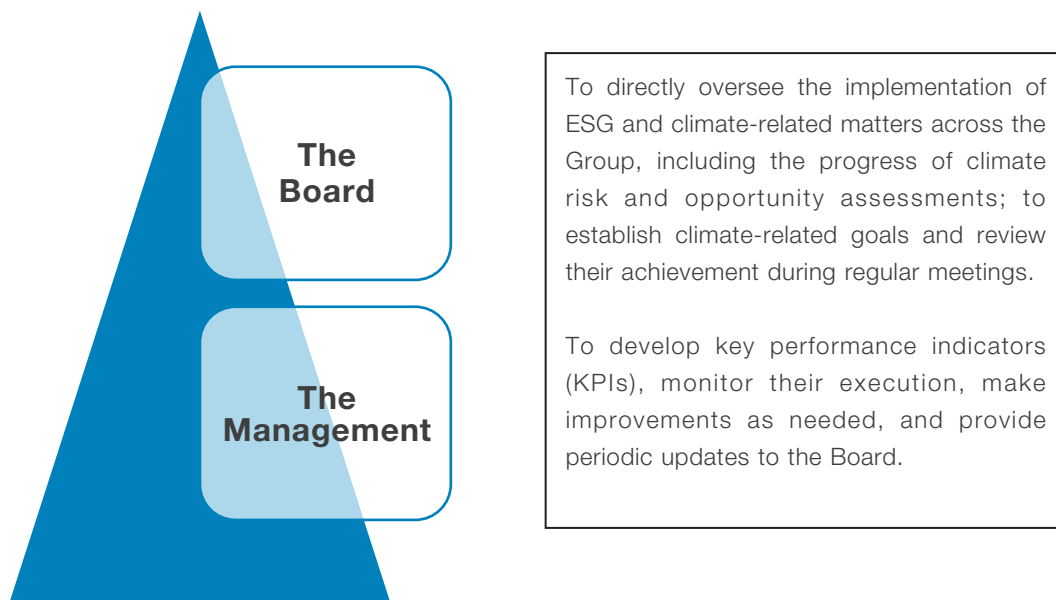 The
Board
The
Management
To directly oversee the implementation of
ESG and climate-related matters across the
Group, including the progress of climate
risk and opportunity assessments; to
establish climate-related goals and review
their achievement during regular meetings.
To develop key performance indicators
(KPIs), monitor their execution, make
improvements as needed, and provide
periodic updates to the Board.